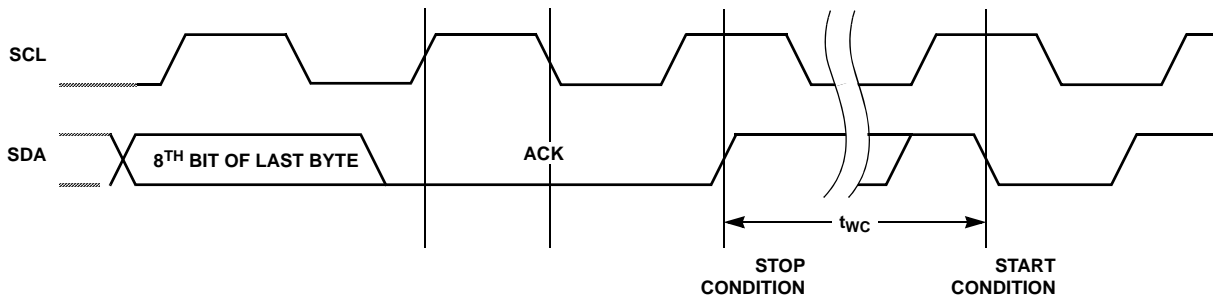 SCL
SDA
8TH BIT OF LAST BYTE
ACK
tWC
STOP
CONDITION
START
CONDITION